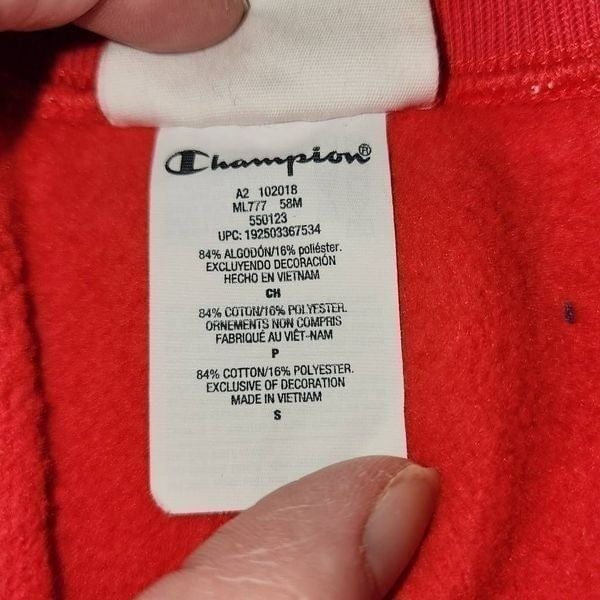 Champion®
A2 102018
ML777 58M
550123
UPC: 192503367534
84% ALGODÓN/16% poliéster.
EXCLUYENDO DECORACIÓN
HECHO EN VIETNAM
CH
84% COTON/16% POLYESTER.
ORNEMENTS NON COMPRIS
FABRIQUÉ AU VIÊT-NAM
P
84% COTTON/16% POLYESTER.
EXCLUSIVE OF DECORATION
MADE IN VIETNAM
S